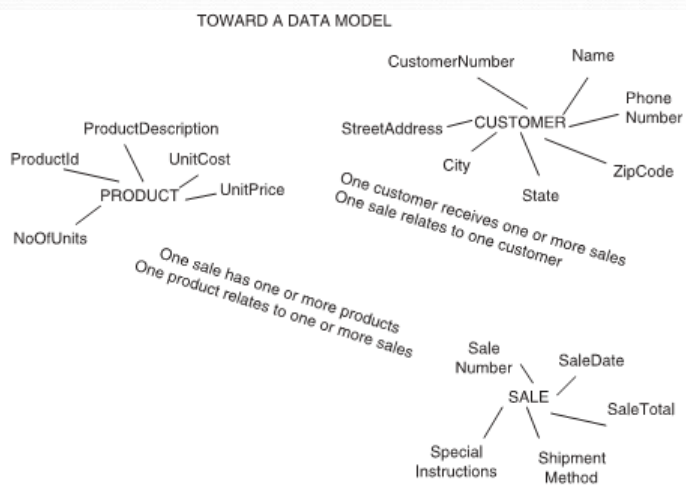 TOWARD A DATA MODEL
CustomerNumber
Name
Phone
Number
StreetAddress
CUSTOMER
City
State
ZipCode
ProductDescription
ProductId
UnitCost
PRODUCT
UnitPrice
NoOfUnits
One customer receives one or more sales
One sale relates to one customer
One sale has one or more products
One product relates to one or more sales
Sale
Number
SaleDate
SALE
SaleTotal
Special
Instructions
Shipment
Method